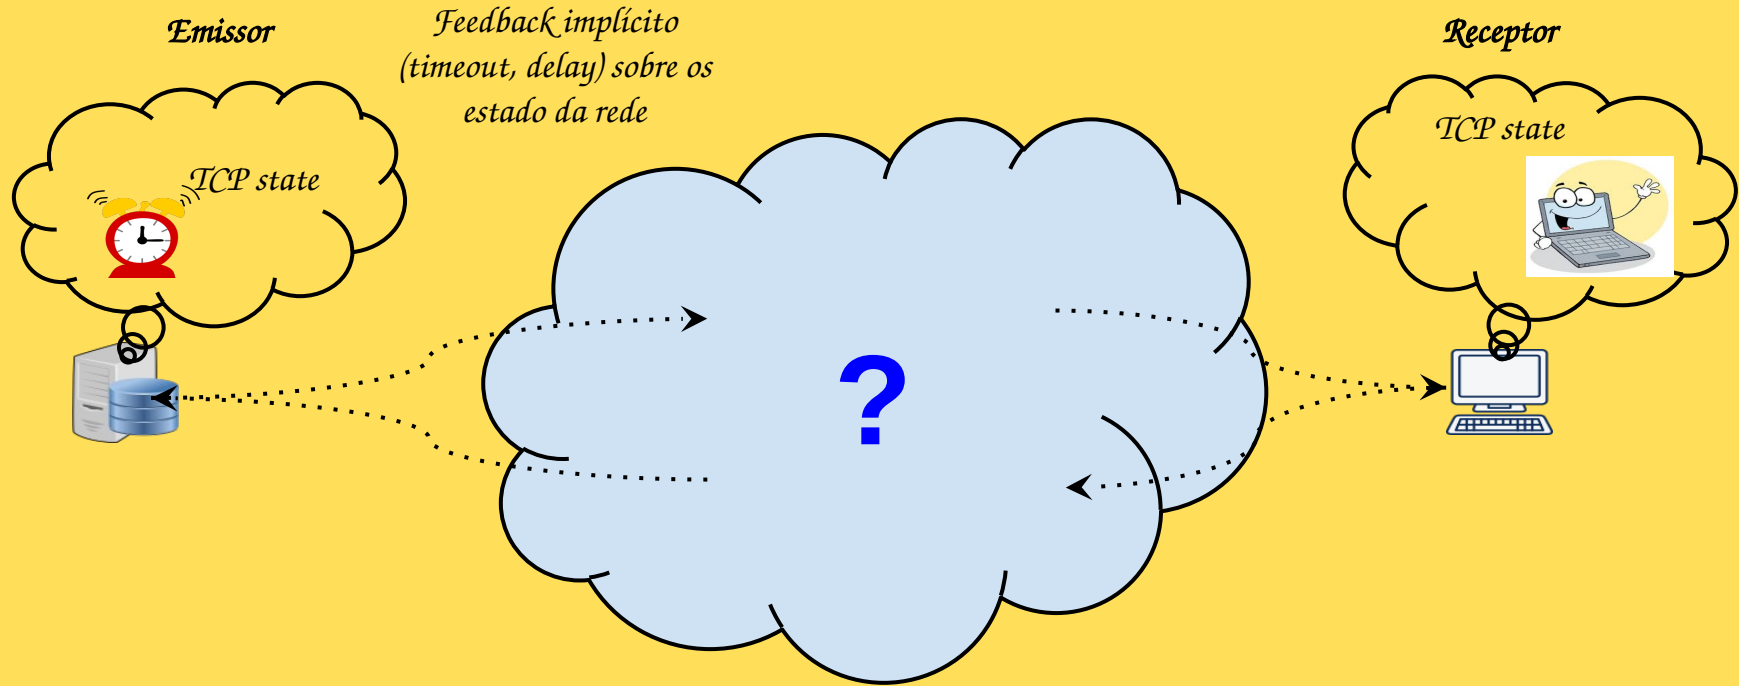 Emissor
Feedback implícito
(timeout, delay) sobre os
estado da rede
Receptor
TCP state
TCP state
?